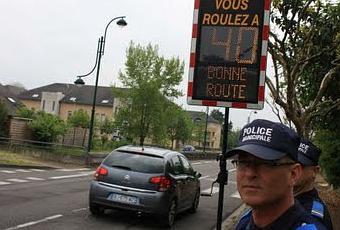 VOUS
ROULEZ A
40
BONNE
ROUTE
POLICE
MUNICIPALE